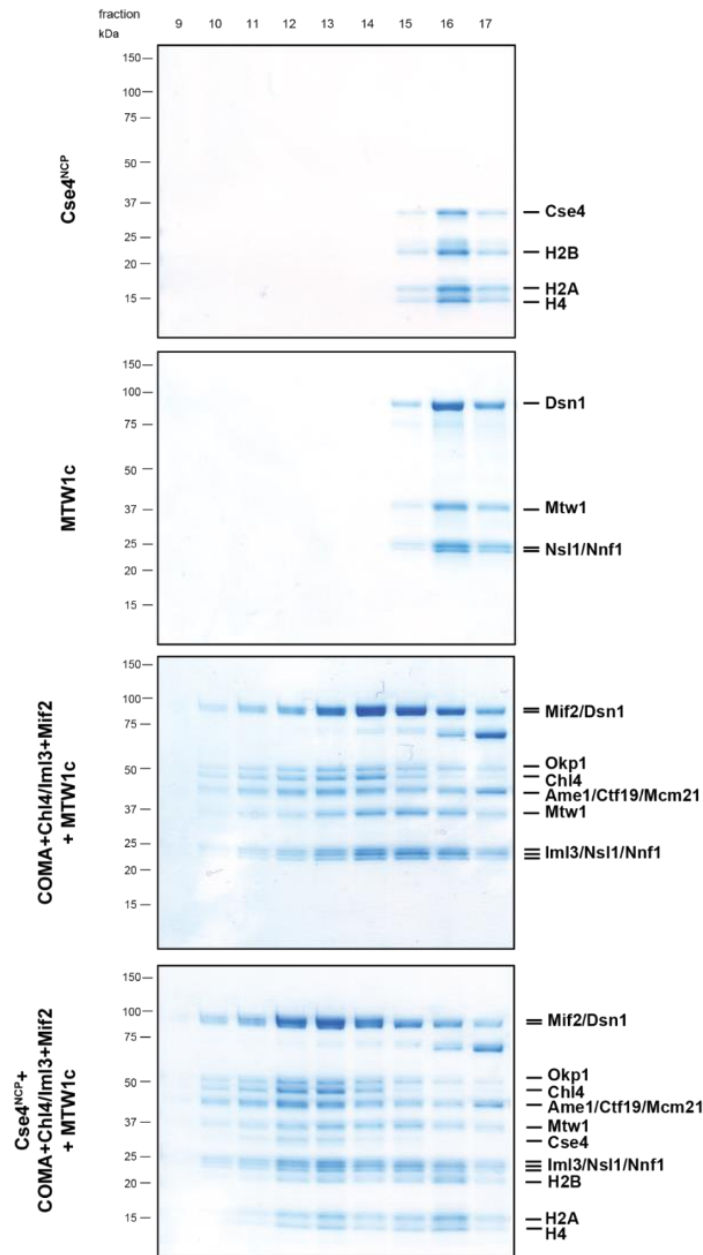 fraction 9 10 11 12 13 14 15 16 17
kDa
Cse4NCP
150
100
75
50
37
25
20
15
Cse4
H2B
H2A
H4
MTW1c
150
100
75
50
37
25
20
15
Dsn1
Mtw1
Nsl1/Nnf1
COMA+Chl4/Iml3+Mif2
+ MTW1c
150
100
75
50
37
25
20
15
Mif2/Dsn1
Okp1
Chl4
Ame1/Ctf19/Mcm21
Mtw1
Iml3/Nsl1/Nnf1
Cse4NCP+
COMA+Chl4/Iml3+Mif2
+ MTW1c
150
100
75
50
37
25
20
15
Mif2/Dsn1
Okp1
Chl4
Ame1/Ctf19/Mcm21
Mtw1
Cse4
Iml3/Nsl1/Nnf1
H2B
H2A
H4